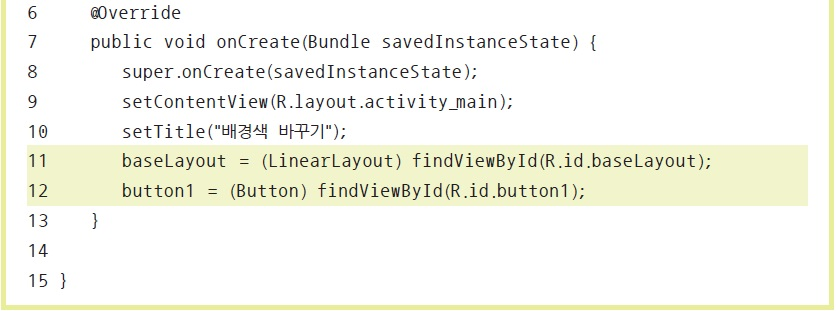 6 @Override
7 public void onCreate(Bundle savedInstanceState) {
8 super.onCreate(savedInstanceState);
9 setContentView(R.layout.activity_main);
10 setTitle("배경색 바꾸기");
11 baseLayout = (LinearLayout) findViewById(R.id.baseLayout);
12 button1 = (Button) findViewById(R.id.button1);
13 }
14
15 }